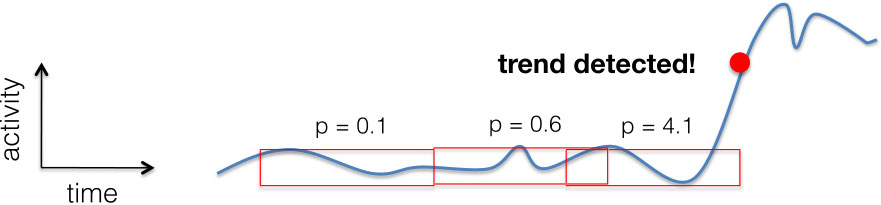 trend detected!
p = 0.1
p = 0.6
p = 4.1
activity
time